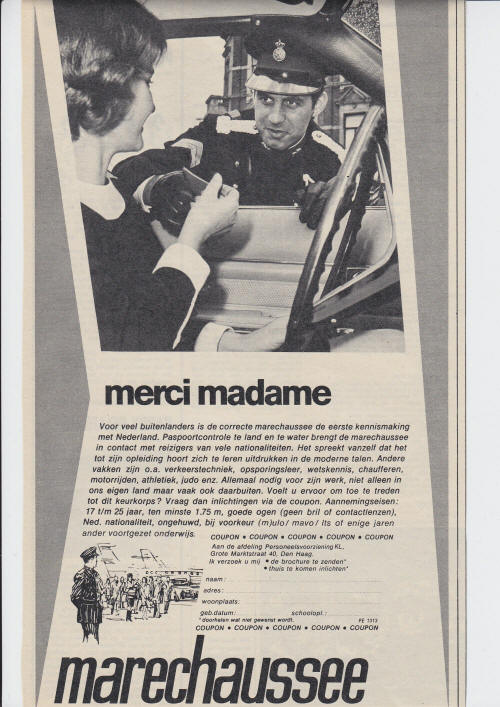 merci madame
Voor veel buitenlanders is de correcte marechaussee de eerste kennismaking
met Nederland. Paspoortcontrole te land en te water brengt de marechaussee
in contact met reizigers van vele nationaliteiten. Het spreekt vanzelf dat het
tot zijn opleiding hoort zich te leren uitdrukken in de moderne talen. Andere
vakken zijn o.a. verkeerstechniek, opsporingsleer, wetskennis, chaufferen,
motorrijden, athletiek, judo enz. Allemaal nodig voor zijn werk, niet alleen in
ons eigen land maar vaak ook daarbuiten. Voelt u ervoor om toe te treden
tot dit keurkorps? Vraag dan inlichtingen via de coupon. Aannemingseisen:
17 t/m 25 jaar, ten minste 1.75 m, goede ogen (geen bril of contactlenzen),
Ned. nationaliteit, ongehuwd, bij voorkeur (m)ulo/ mavo/ lts of enige jaren
ander voortgezet onderwijs.
COUPON • COUPON • COUPON • COUPON • COUPON
Aan de afdeling Personeelsvoorziening KL,
Grote Marktstraat 40, Den Haag.
Ik verzoek u mij • de brochure te zenden*
• thuis te komen inlichten*
naam:
adres:
woonplaats:
geb.datum: schoolopl.:
* doorhalen wat niet gewenst wordt. FE 1313
COUPON • COUPON • COUPON • COUPON • COUPON
marechaussee